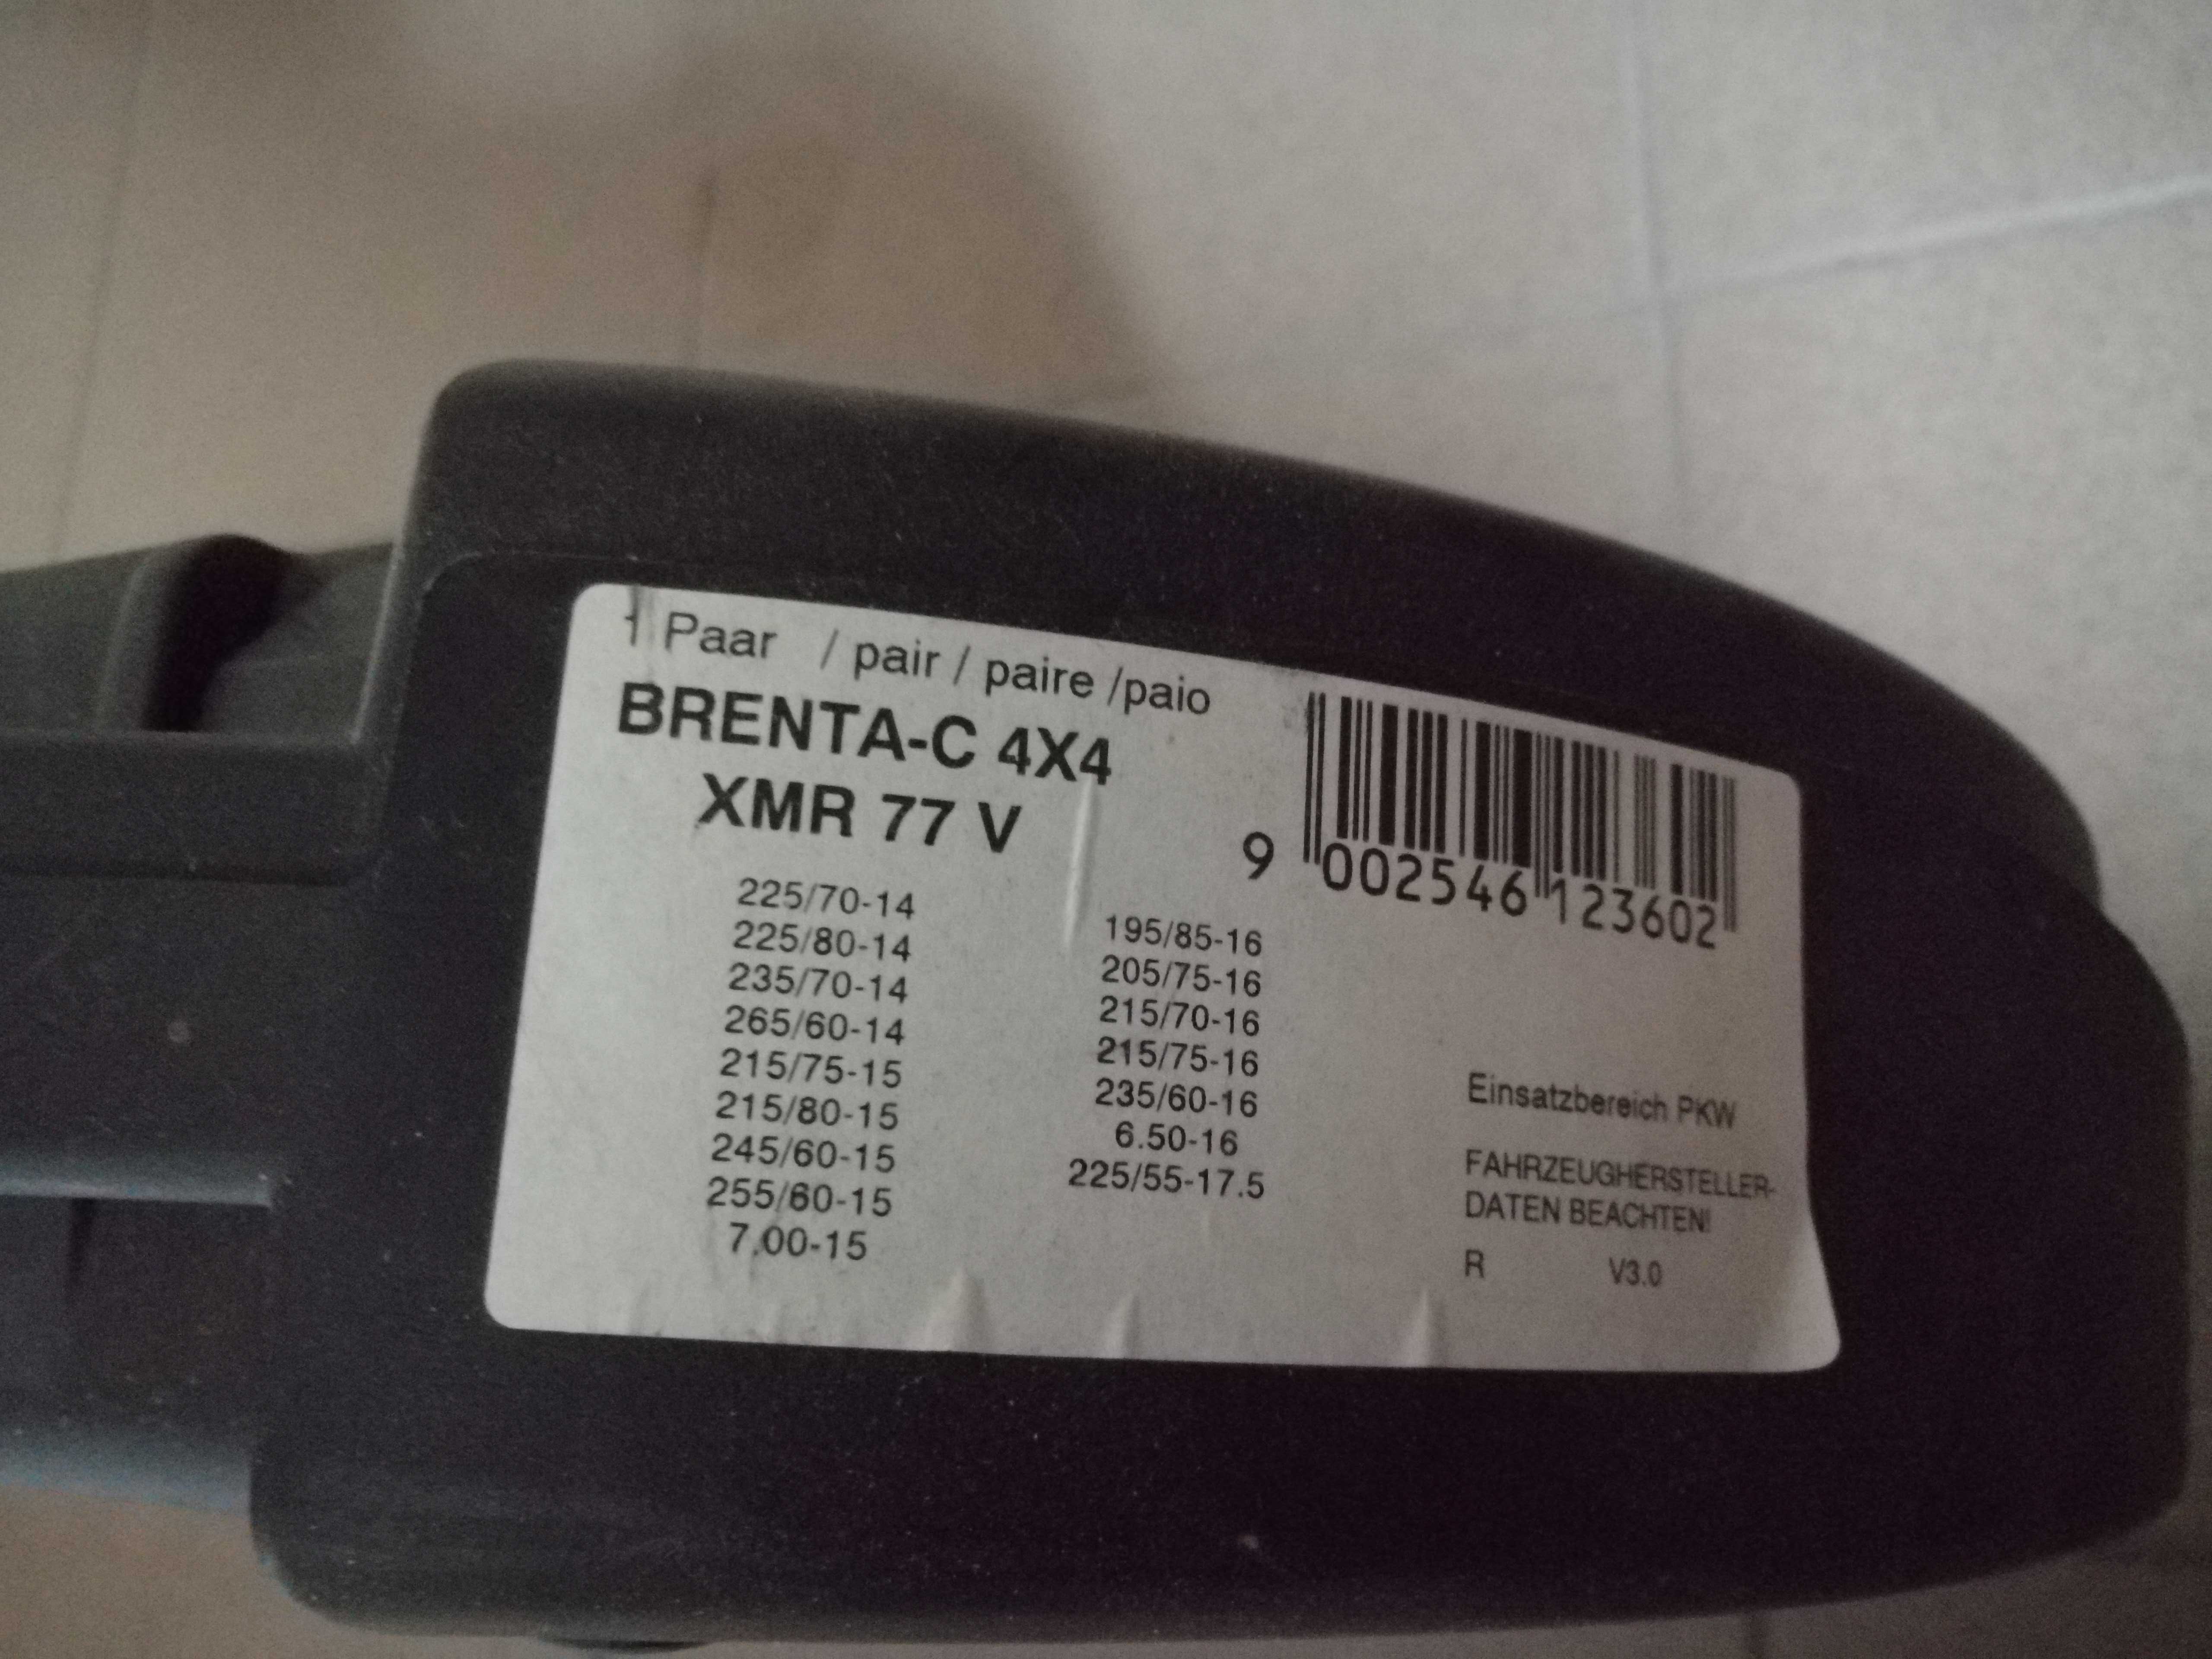 1 Paar / pair / paire /paio
BRENTA-C 4X4
XMR 77 V
9 002546 123602
225/70-14
225/80-14
235/70-14
265/60-14
215/75-15
215/80-15
245/60-15
255/60-15
7.00-15
195/85-16
205/75-16
215/70-16
215/75-16
235/60-16
6.50-16
225/55-17.5
Einsatzbereich PKW
FAHRZEUGHERSTELLER-
DATEN BEACHTEN!
R V3.0